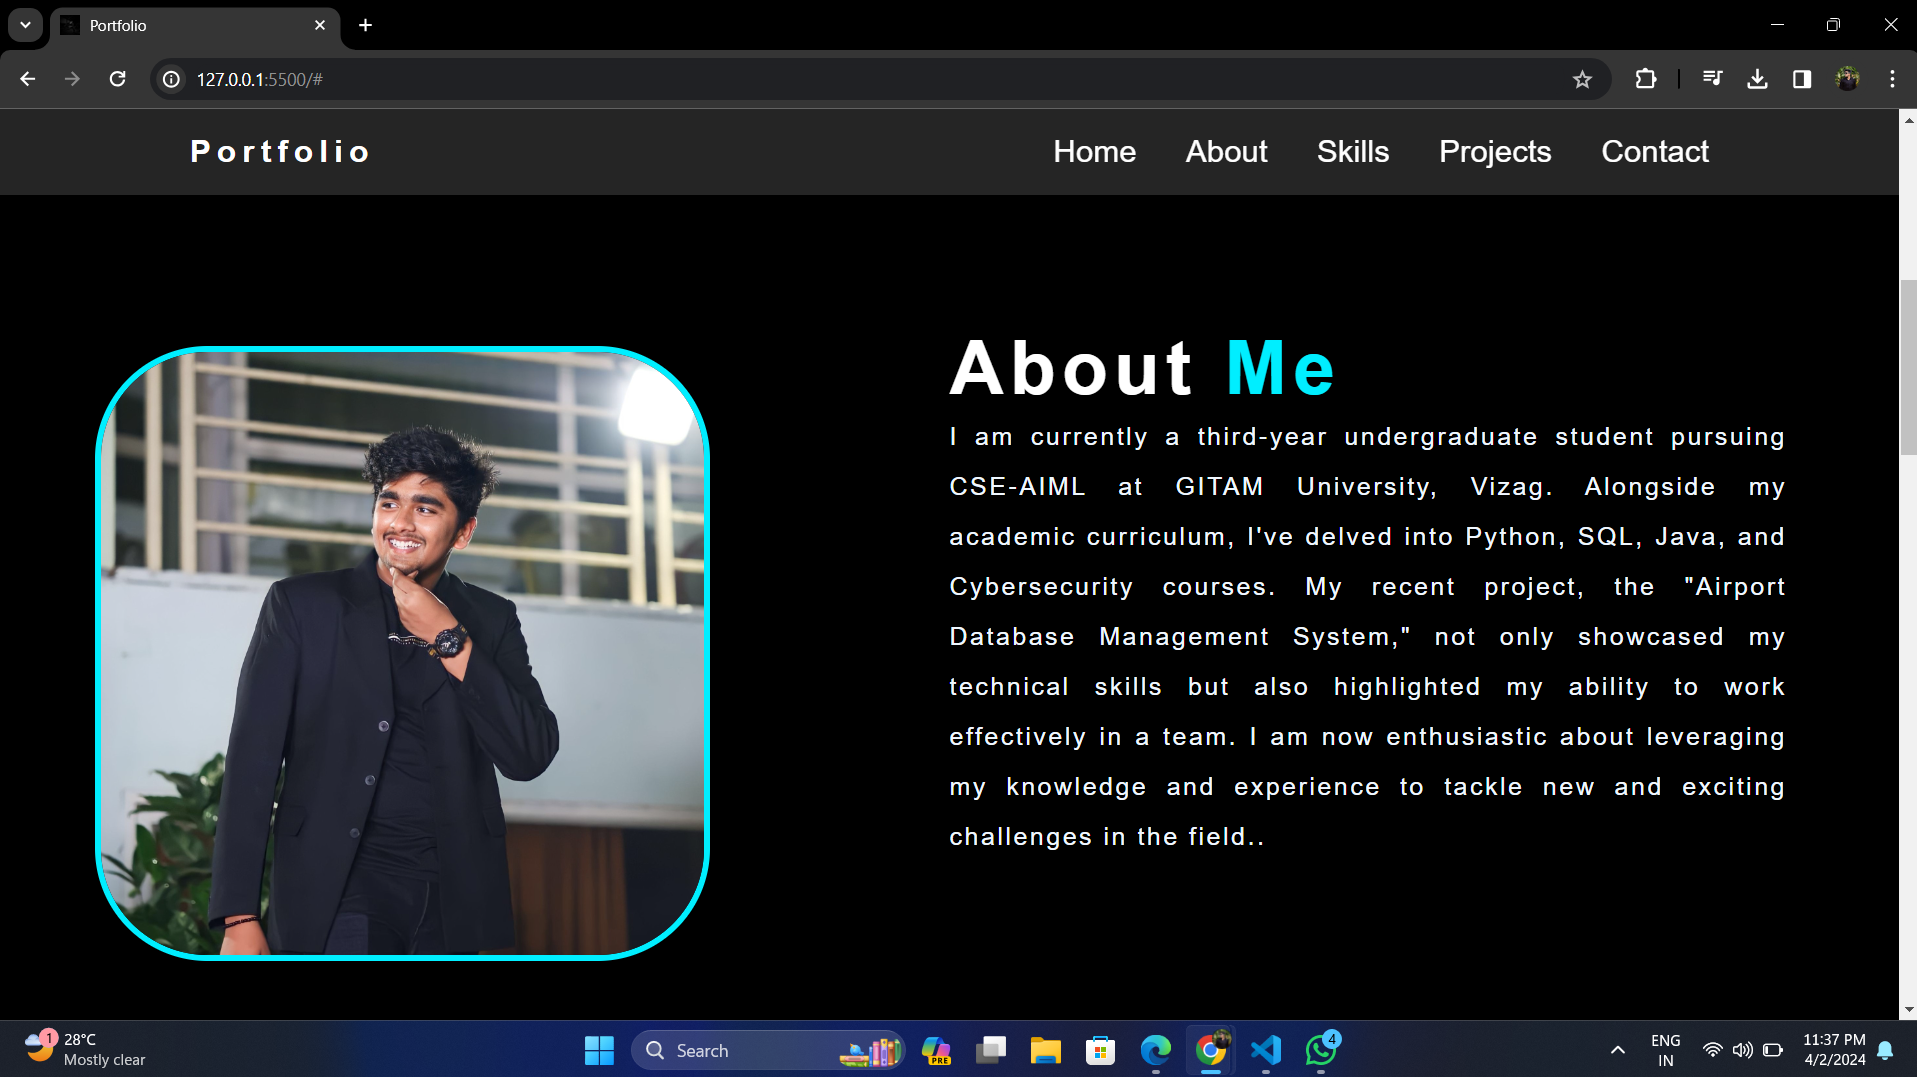 Portfolio
127.0.0.1:5500/#
Portfolio
Home About Skills Projects Contact
About Me
I am currently a third-year undergraduate student pursuing
CSE-AIML at GITAM University, Vizag. Alongside my
academic curriculum, I've delved into Python, SQL, Java, and
Cybersecurity courses. My recent project, the "Airport
Database Management System," not only showcased my
technical skills but also highlighted my ability to work
effectively in a team. I am now enthusiastic about leveraging
my knowledge and experience to tackle new and exciting
challenges in the field..
1
28°C
Mostly clear
Search
PRE
4
ENG
IN
11:37 PM
4/2/2024